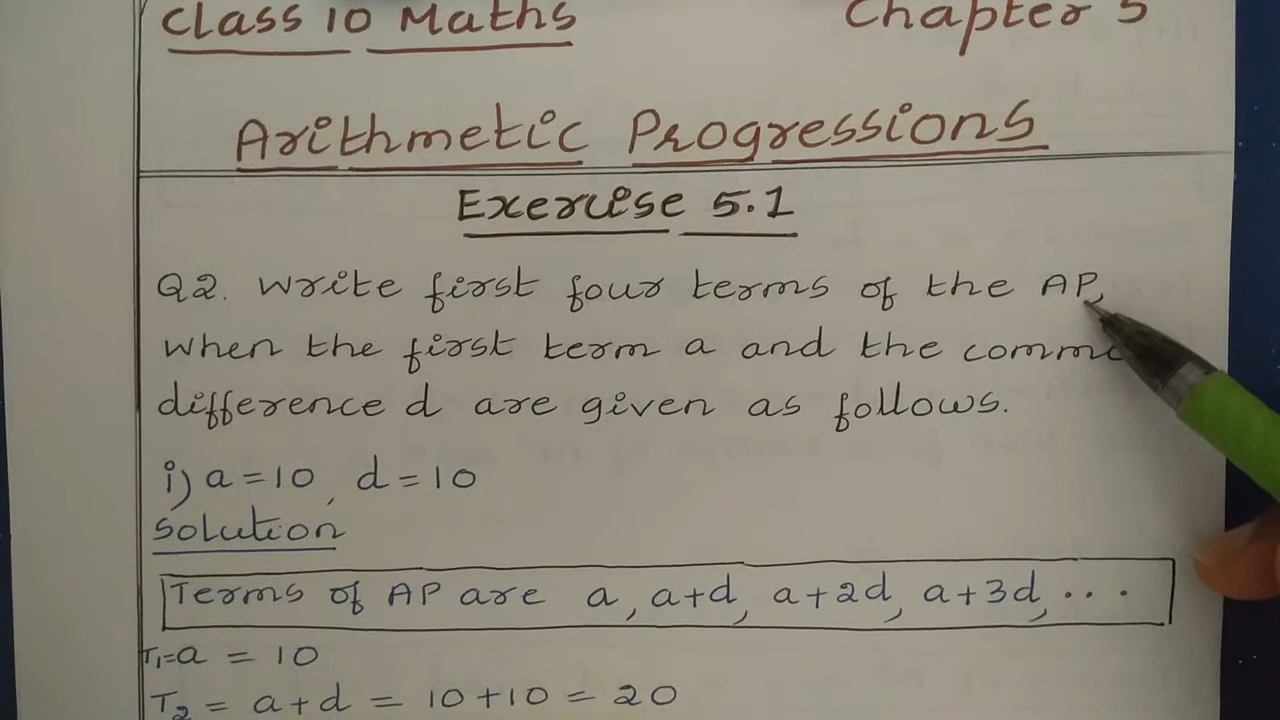 Class 10 Maths Chapter 5
Arithmetic Progressions
Exercise 5.1
Q2. Write first four terms of the AP,
when the first term a and the
difference d are given as follows.
i) a = 10, d = 10
Solution
Terms of AP are a, a+d, a+2d, a+3d, ...
T₁ = a = 10
T₂ = a+d = 10+10 = 20